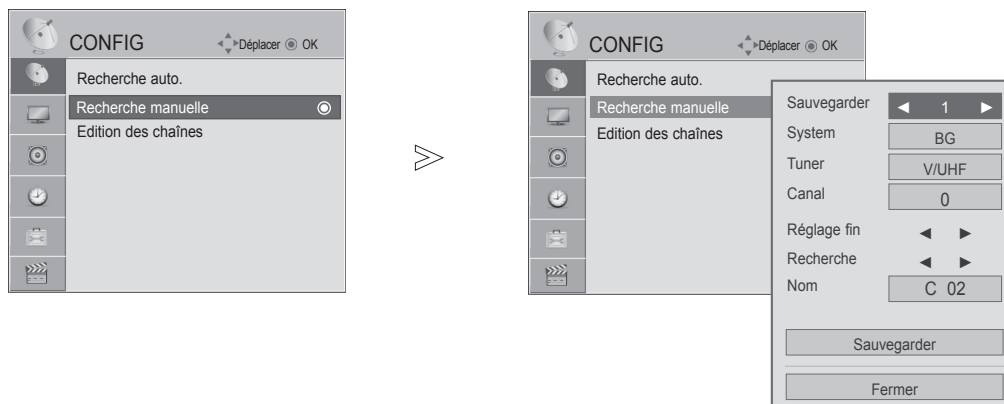 CONFIG
Déplacer OK
Recherche auto.
Recherche manuelle
Edition des chaînes
CONFIG
Déplacer OK
Recherche auto.
Recherche manuelle
Edition des chaînes
Sauvegarder 1
System BG
Tuner V/UHF
Canal 0
Réglage fin
Recherche
Nom C 02
Sauvegarder
Fermer